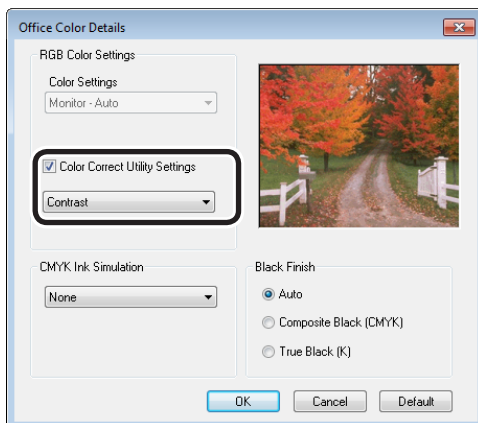 Office Color Details
RGB Color Settings
Color Settings
Monitor - Auto
Color Correct Utility Settings
Contrast
CMYK Ink Simulation
None
Black Finish
Auto
Composite Black (CMYK)
True Black (K)
OK
Cancel
Default